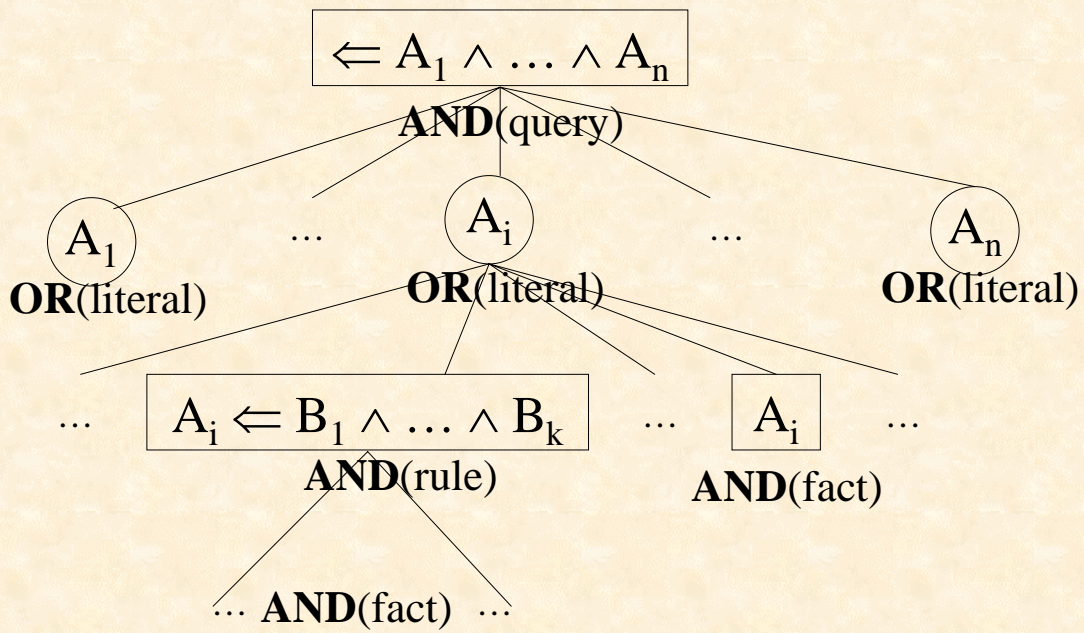 ⇐ A₁ ∧ … ∧ Aₙ
AND(query)
A₁ … Aᵢ … Aₙ
OR(literal) OR(literal) OR(literal)
… Aᵢ ⇐ B₁ ∧ … ∧ Bₖ … Aᵢ …
AND(rule) AND(fact)
… AND(fact) …